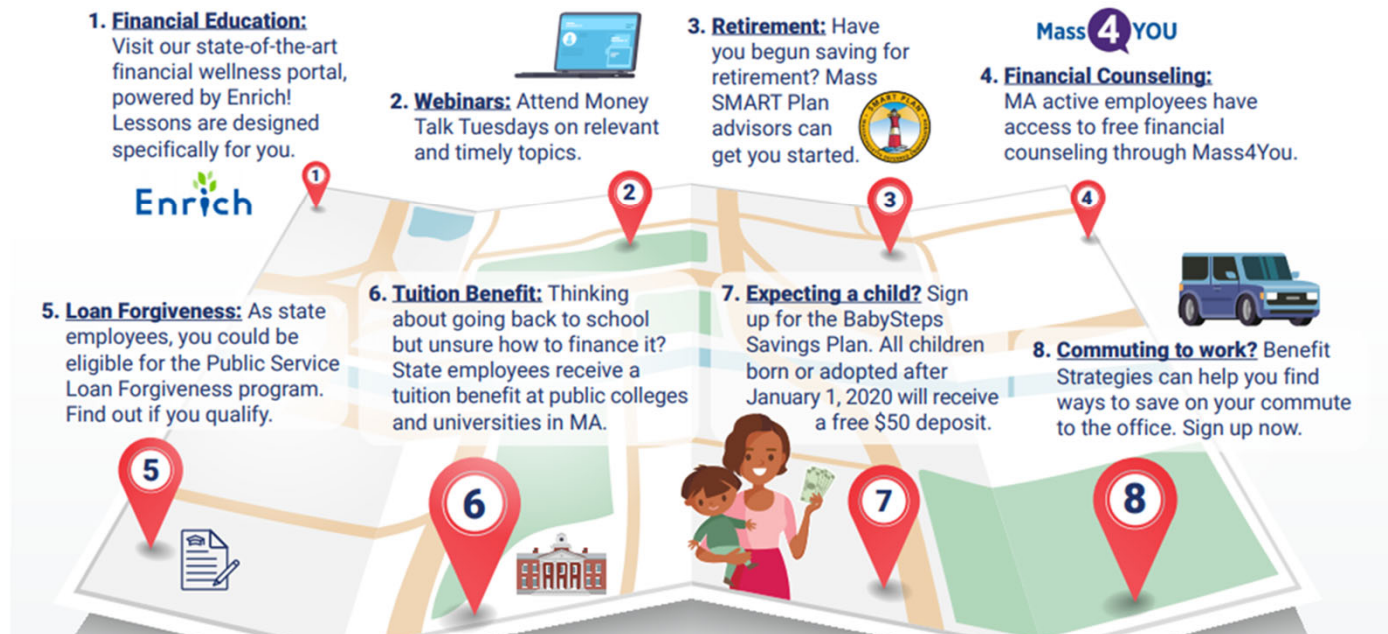 1. Financial Education:
Visit our state-of-the-art
financial wellness portal,
powered by Enrich!
Lessons are designed
specifically for you.
Enrich
2. Webinars: Attend Money
Talk Tuesdays on relevant
and timely topics.
3. Retirement: Have
you begun saving for
retirement? Mass
SMART Plan
advisors can
get you started.
SMART PLAN
Mass 4 YOU
4. Financial Counseling:
MA active employees have
access to free financial
counseling through Mass4You.
1
2
3
4
5. Loan Forgiveness: As state
employees, you could be
eligible for the Public Service
Loan Forgiveness program.
Find out if you qualify.
6. Tuition Benefit: Thinking
about going back to school
but unsure how to finance it?
State employees receive a
tuition benefit at public colleges
and universities in MA.
7. Expecting a child? Sign
up for the BabySteps
Savings Plan. All children
born or adopted after
January 1, 2020 will receive
a free $50 deposit.
8. Commuting to work? Benefit
Strategies can help you find
ways to save on your commute
to the office. Sign up now.
5
6
7
8